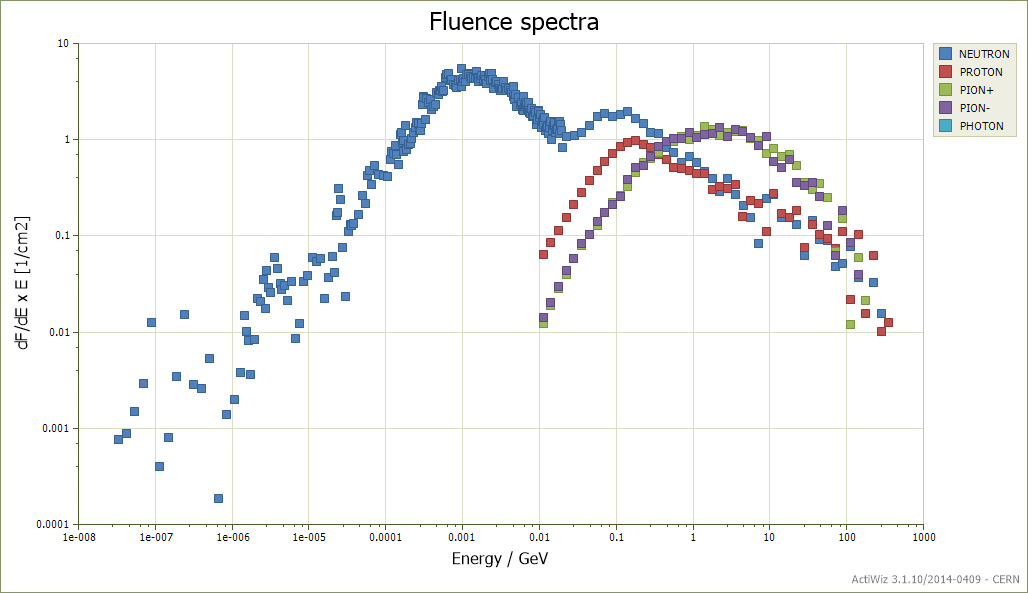 Fluence spectra
10
1
0.1
0.01
0.001
0.0001
dF/dE x E [1/cm2]
1e-008 1e-007 1e-006 1e-005 0.0001 0.001 0.01 0.1 1 10 100 1000
Energy / GeV
NEUTRON
PROTON
PION+
PION-
PHOTON
ActiWiz 3.1.10/2014-0409 - CERN